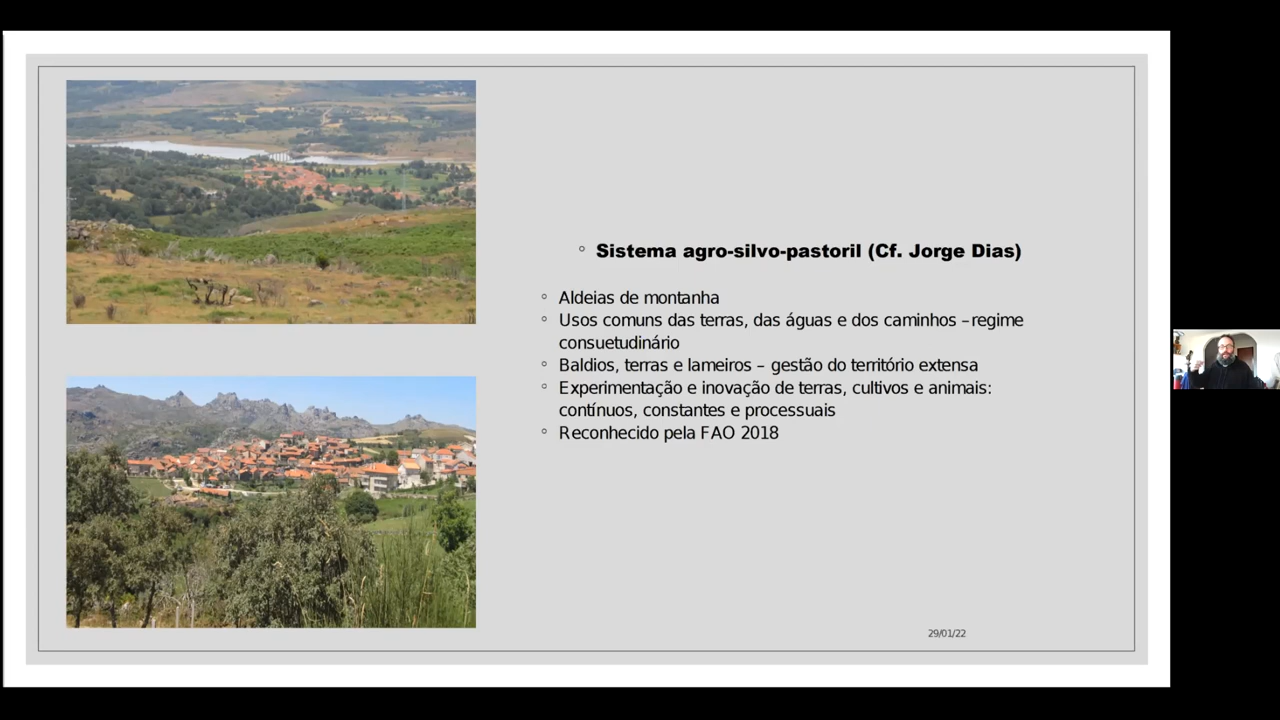 Sistema agro-silvo-pastoril (Cf. Jorge Dias)
Aldeias de montanha
Usos comuns das terras, das águas e dos caminhos –regime
consuetudinário
Baldios, terras e lameiros – gestão do território extensa
Experimentação e inovação de terras, cultivos e animais:
contínuos, constantes e processuais
Reconhecido pela FAO 2018
29/01/22